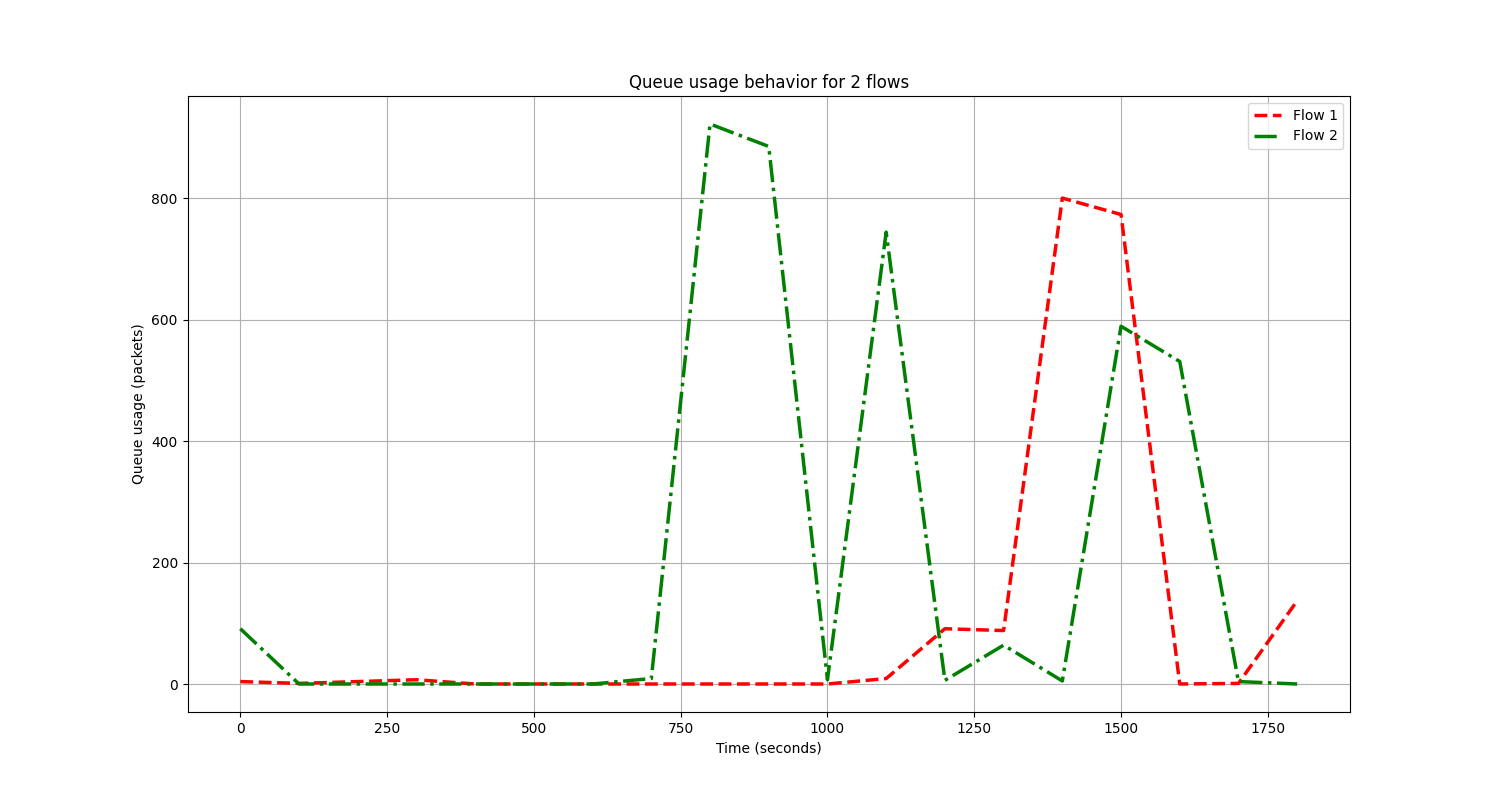 Queue usage behavior for 2 flows
Flow 1
Flow 2
800
600
400
200
0
Queue usage (packets)
0 250 500 750 1000 1250 1500 1750
Time (seconds)